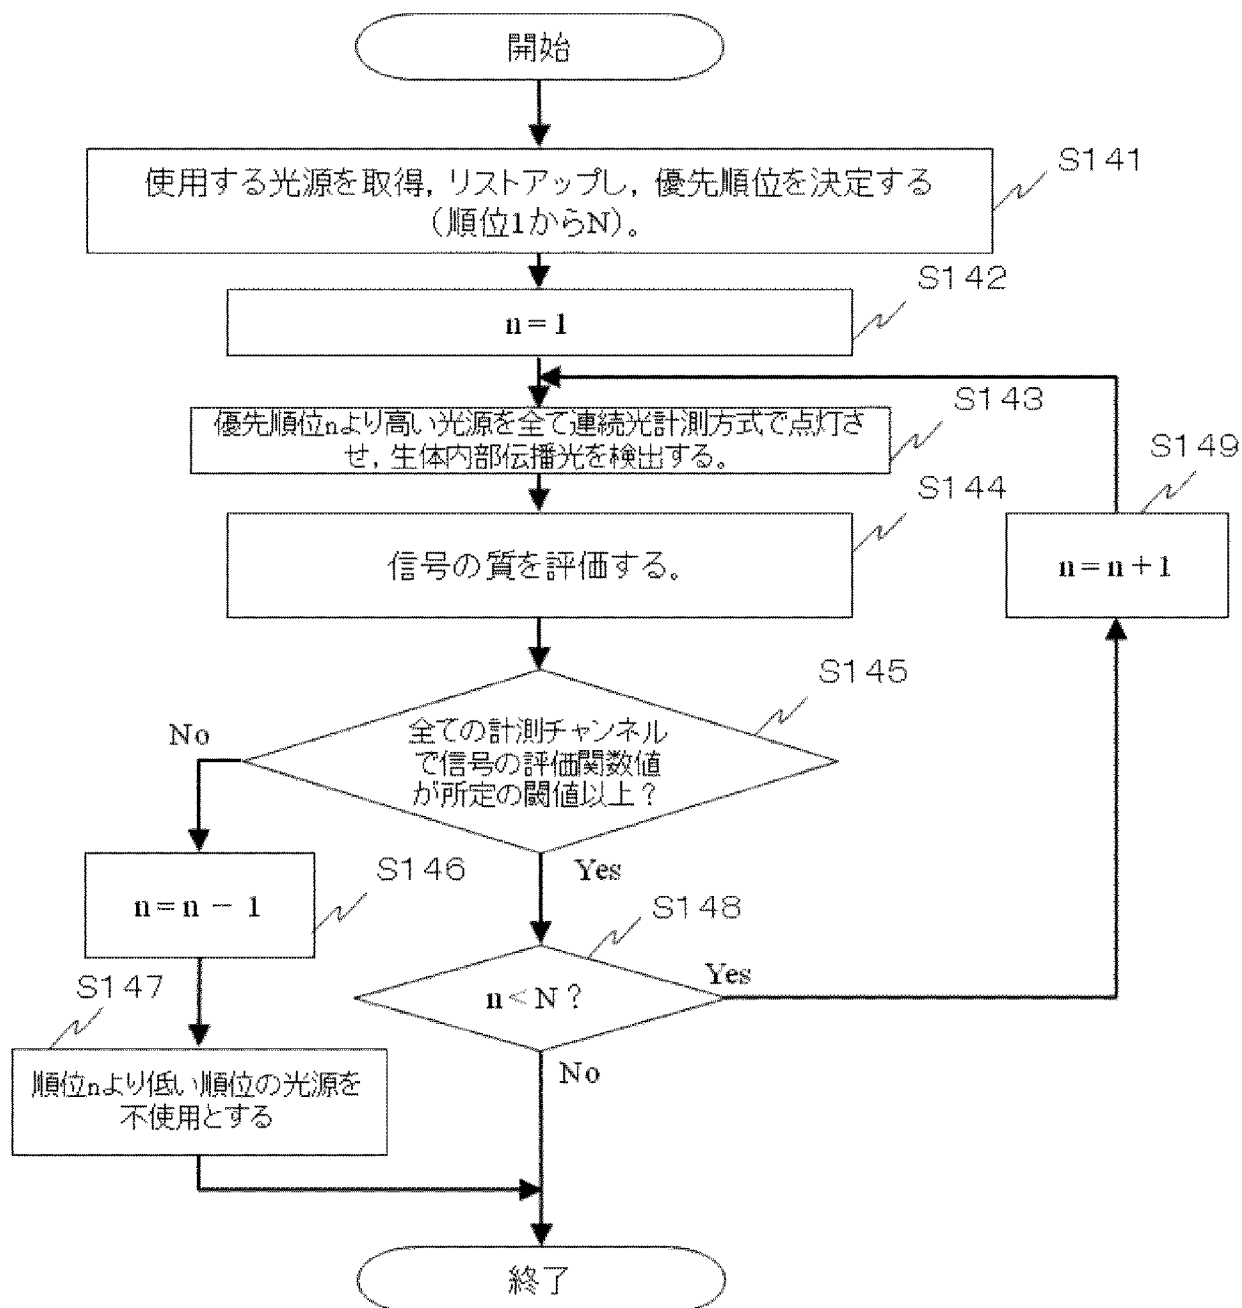 開始
使用する光源を取得，リストアップし，優先順位を決定する
（順位1からN）。
S141
n＝1
S142
優先順位nより高い光源を全て連続光計測方式で点灯さ
せ，生体内部伝播光を検出する。
S143
信号の質を評価する。
S144
n＝n＋1
S149
全ての計測チャンネル
で信号の評価関数値
が所定の閾値以上？
S145
No
Yes
n＝n － 1
S146
n＜N？
S148
Yes
No
順位nより低い順位の光源を
不使用とする
S147
終了